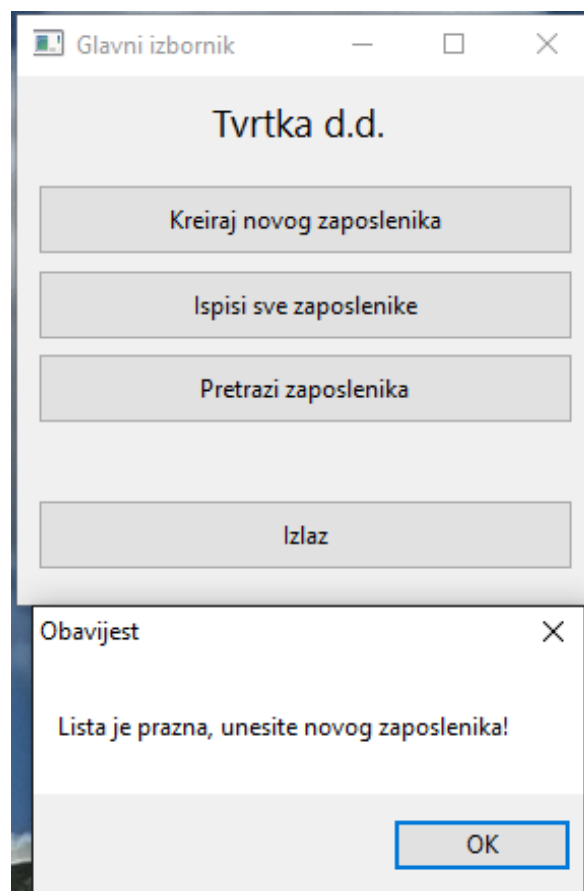 Glavni izbornik
Tvrtka d.d.
Kreiraj novog zaposlenika
Ispisi sve zaposlenike
Pretrazi zaposlenika
Izlaz
Obavijest
Lista je prazna, unesite novog zaposlenika!
OK